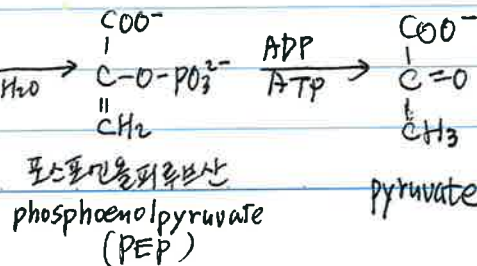 COO⁻ ADP COO⁻
H₂O C-O-PO₃²⁻ ATP C=O
CH₂ CH₃
포스포엔올피루브산
phosphoenolpyruvate pyruvate
(PEP)